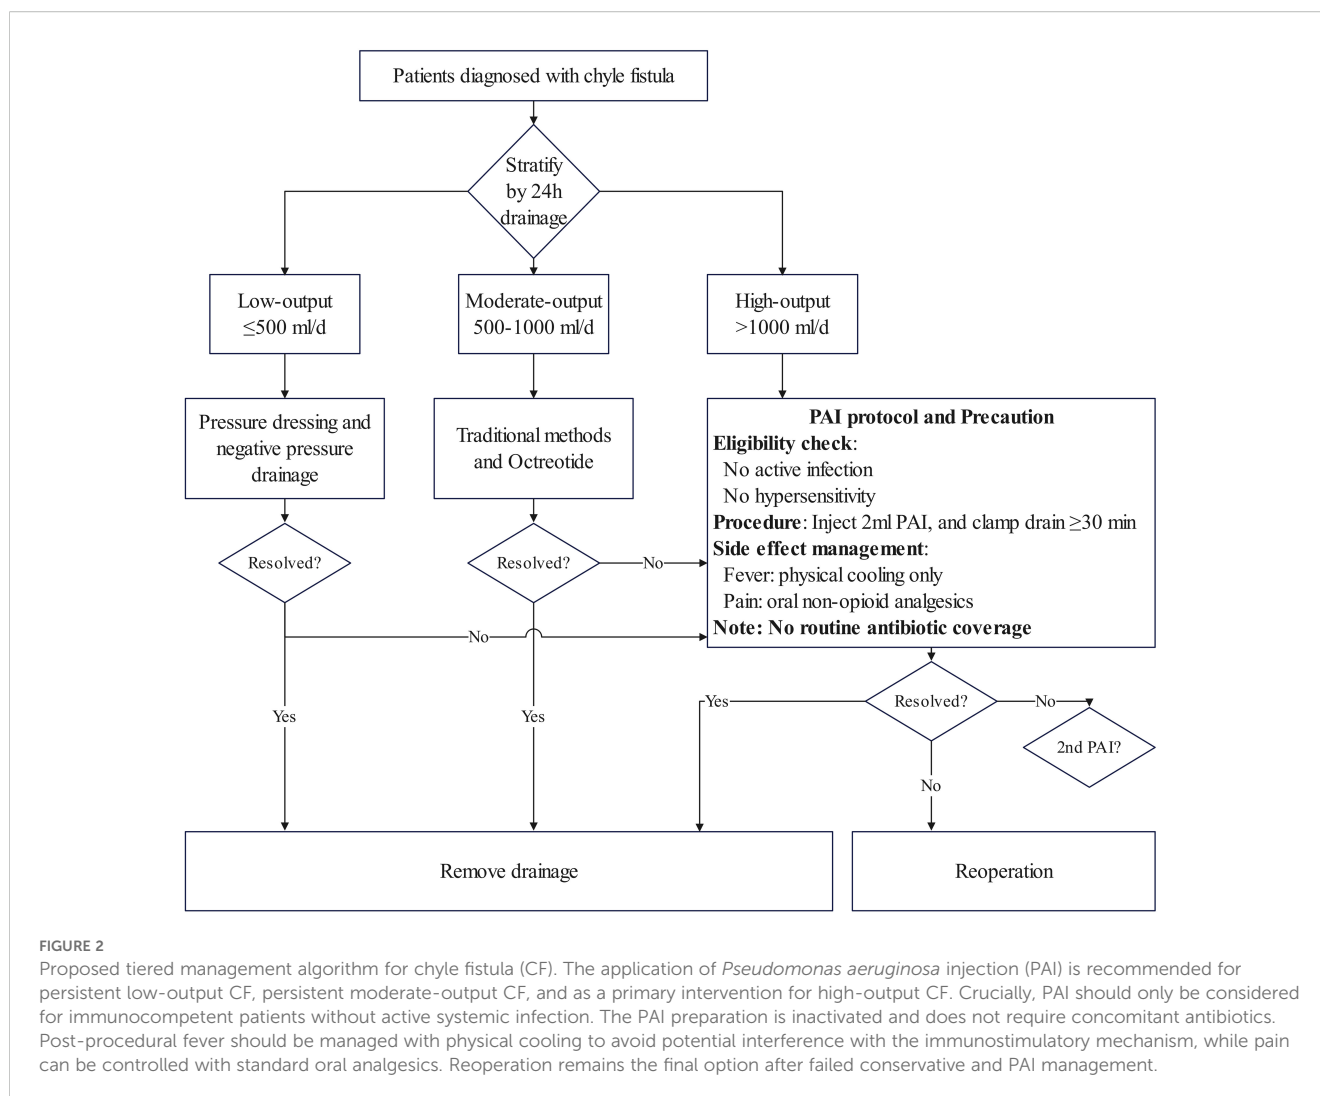 Patients diagnosed with chyle fistula
Stratify
by 24h
drainage
Low-output
≤500 ml/d
Moderate-output
500-1000 ml/d
High-output
>1000 ml/d
Pressure dressing and
negative pressure
drainage
Traditional methods
and Octreotide
PAI protocol and Precaution
Eligibility check:
No active infection
No hypersensitivity
Procedure: Inject 2ml PAI, and clamp drain ≥30 min
Side effect management:
Fever: physical cooling only
Pain: oral non-opioid analgesics
Note: No routine antibiotic coverage
Resolved?
Resolved?
No
No
Yes
Yes
Resolved?
Yes
No
2nd PAI?
No
Remove drainage
Reoperation
FIGURE 2
Proposed tiered management algorithm for chyle fistula (CF). The application of Pseudomonas aeruginosa injection (PAI) is recommended for
persistent low-output CF, persistent moderate-output CF, and as a primary intervention for high-output CF. Crucially, PAI should only be considered
for immunocompetent patients without active systemic infection. The PAI preparation is inactivated and does not require concomitant antibiotics.
Post-procedural fever should be managed with physical cooling to avoid potential interference with the immunostimulatory mechanism, while pain
can be controlled with standard oral analgesics. Reoperation remains the final option after failed conservative and PAI management.